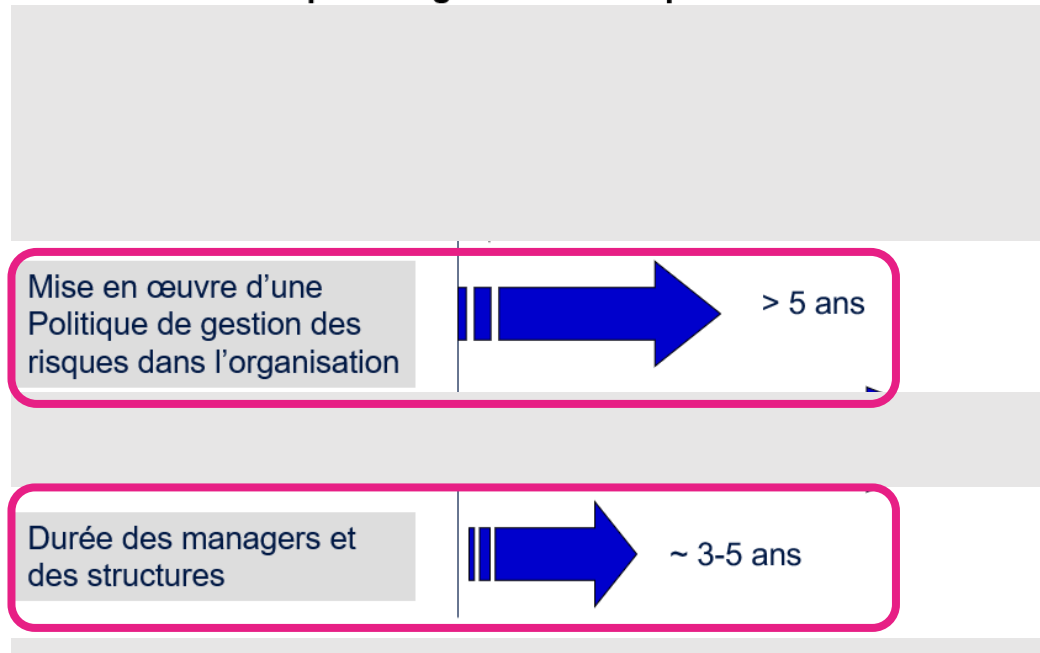 Mise en œuvre d’une
Politique de gestion des
risques dans l’organisation
> 5 ans
Durée des managers et
des structures
~ 3-5 ans